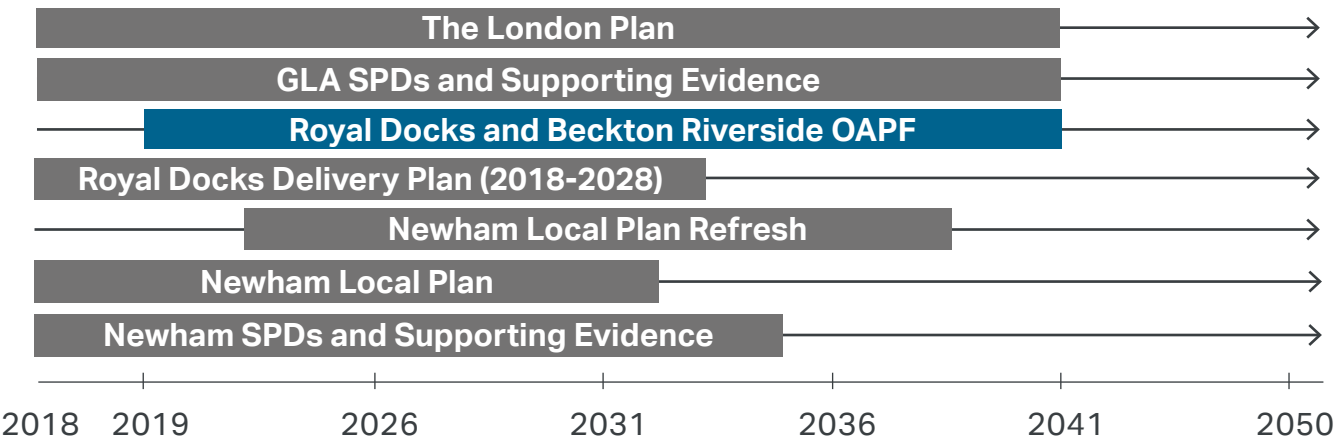 The London Plan
GLA SPDs and Supporting Evidence
Royal Docks and Beckton Riverside OAPF
Royal Docks Delivery Plan (2018-2028)
Newham Local Plan Refresh
Newham Local Plan
Newham SPDs and Supporting Evidence
2018 2019 2026 2031 2036 2041 2050